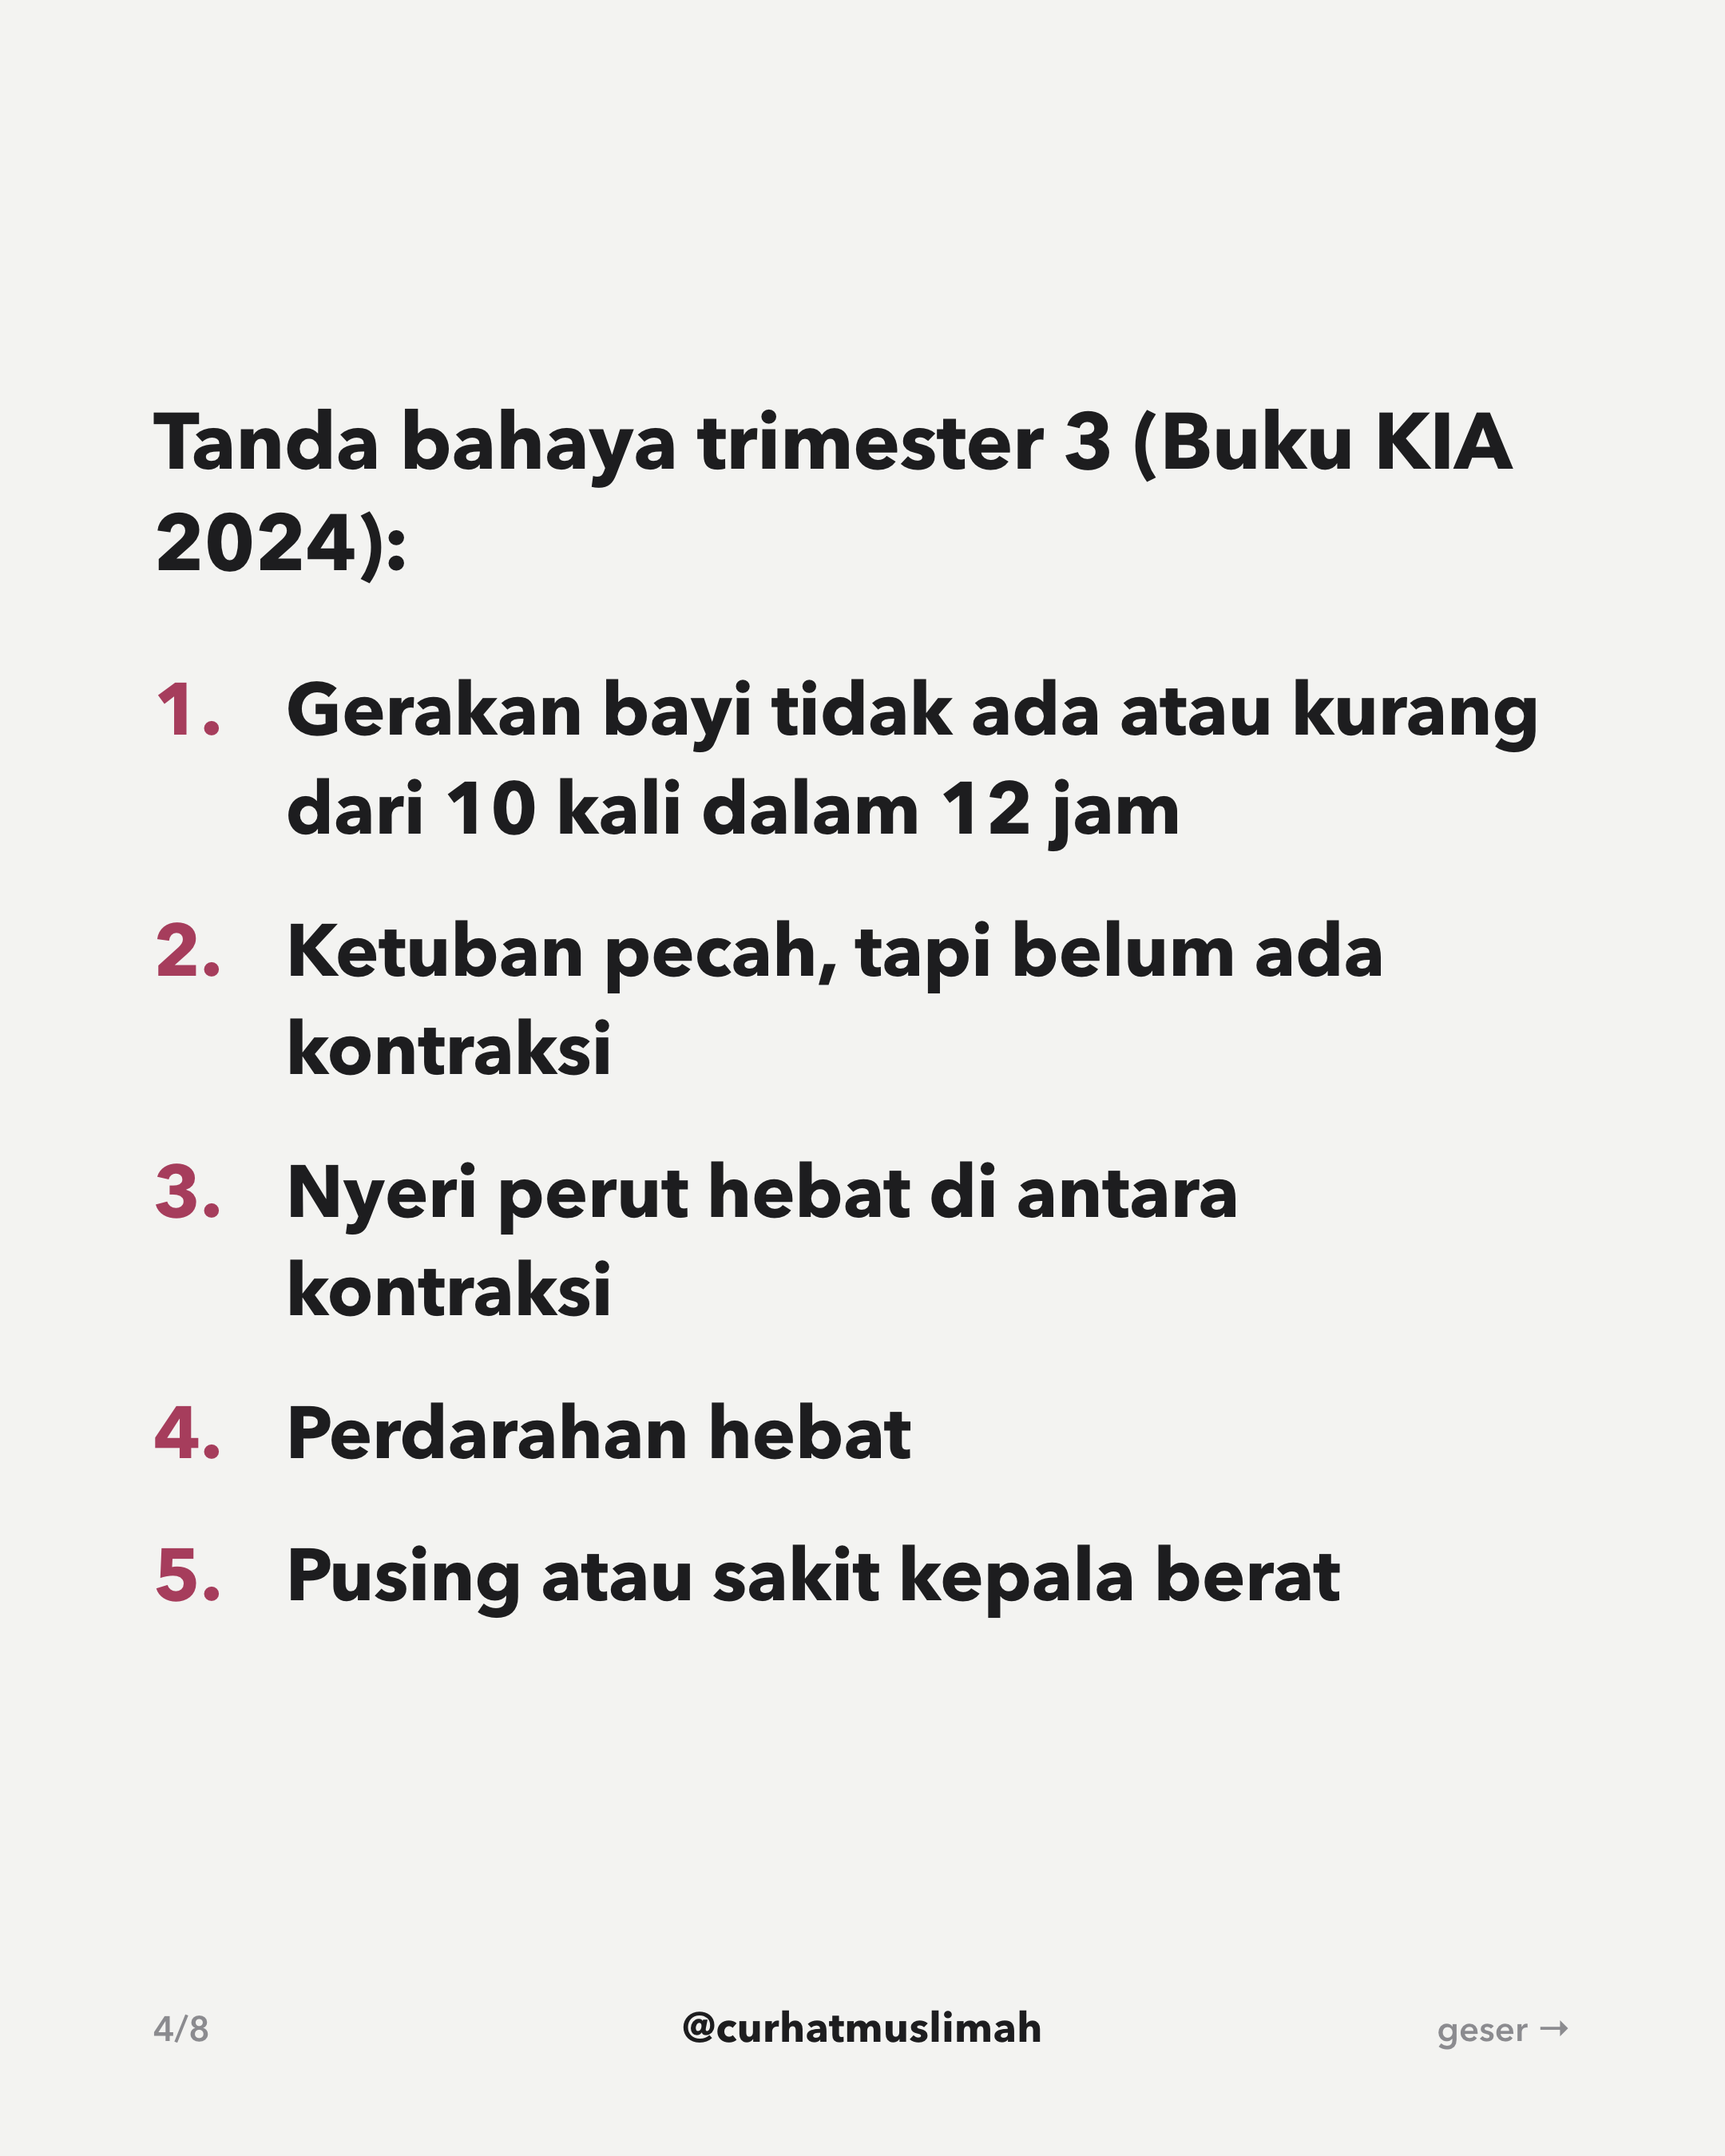 Tanda bahaya trimester 3 (Buku KIA
2024):
1. Gerakan bayi tidak ada atau kurang
dari 10 kali dalam 12 jam
2. Ketuban pecah, tapi belum ada
kontraksi
3. Nyeri perut hebat di antara
kontraksi
4. Perdarahan hebat
5. Pusing atau sakit kepala berat
4/8 @curhatmuslimah geser →